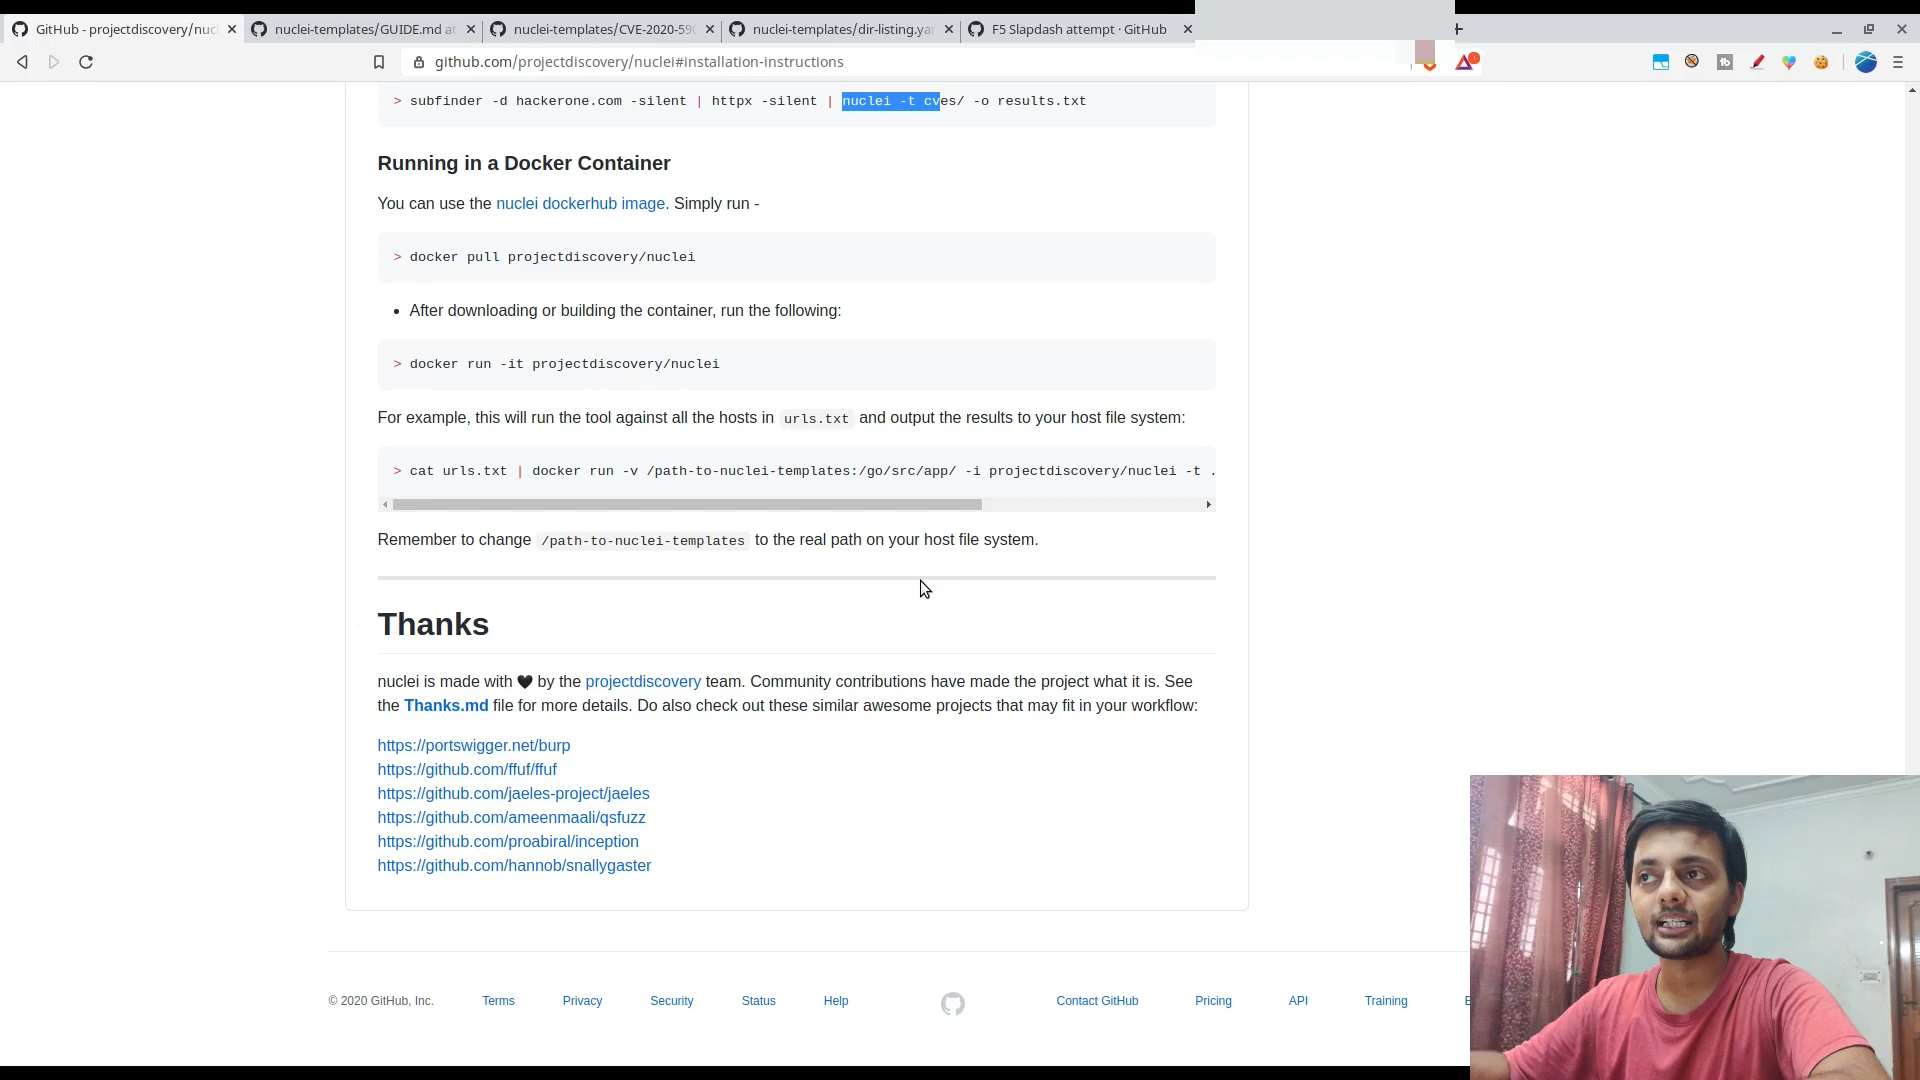 GitHub - projectdiscovery/nucl
nuclei-templates/GUIDE.md at
nuclei-templates/CVE-2020-590
nuclei-templates/dir-listing.yam
F5 Slapdash attempt · GitHub
github.com/projectdiscovery/nuclei#installation-instructions
> subfinder -d hackerone.com -silent | httpx -silent | nuclei -t cves/ -o results.txt
Running in a Docker Container
You can use the nuclei dockerhub image. Simply run -
> docker pull projectdiscovery/nuclei
• After downloading or building the container, run the following:
> docker run -it projectdiscovery/nuclei
For example, this will run the tool against all the hosts in urls.txt and output the results to your host file system:
> cat urls.txt | docker run -v /path-to-nuclei-templates:/go/src/app/ -i projectdiscovery/nuclei -t .
Remember to change /path-to-nuclei-templates to the real path on your host file system.
Thanks
nuclei is made with 🖤 by the projectdiscovery team. Community contributions have made the project what it is. See
the Thanks.md file for more details. Do also check out these similar awesome projects that may fit in your workflow:
https://portswigger.net/burp
https://github.com/ffuf/ffuf
https://github.com/jaeles-project/jaeles
https://github.com/ameenmaali/qsfuzz
https://github.com/proabiral/inception
https://github.com/hannob/snallygaster
© 2020 GitHub, Inc.
Terms
Privacy
Security
Status
Help
Contact GitHub
Pricing
API
Training